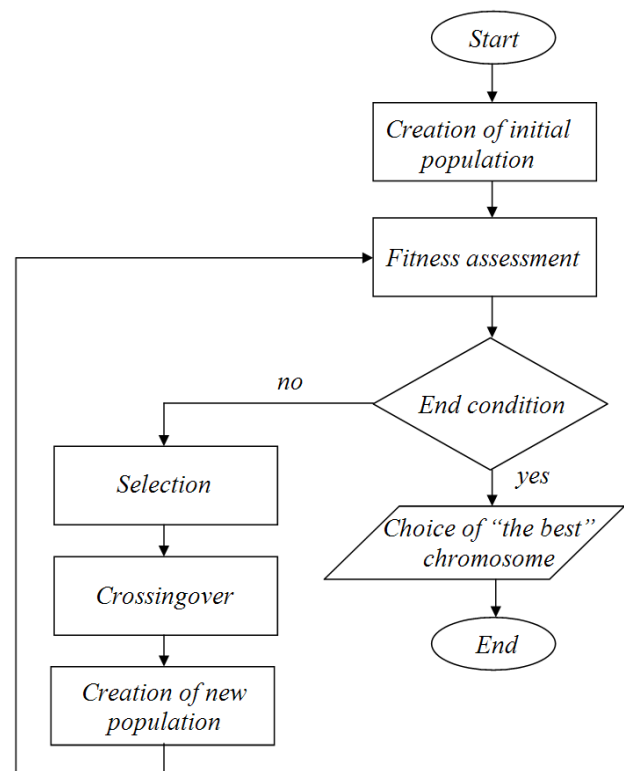 Start
Creation of initial
population
Fitness assessment
no
End condition
yes
Selection
Choice of “the best”
chromosome
Crossingover
End
Creation of new
population